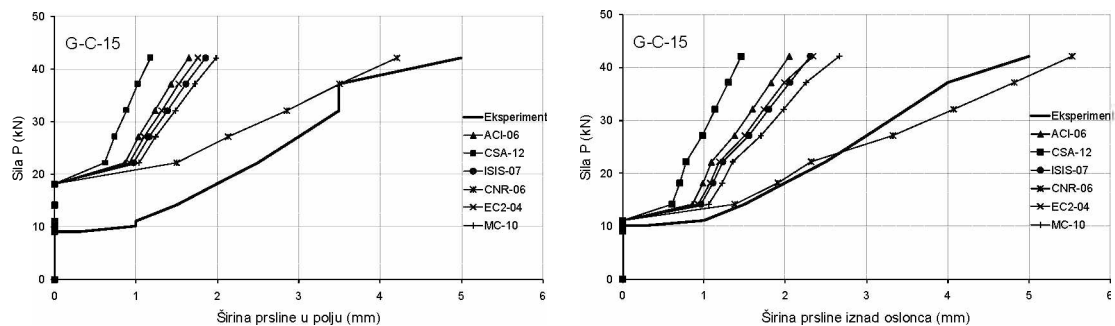 50
40
30
20
10
0
Sila P (kN)
G-C-15
Eksperiment
ACI-06
CSA-12
ISIS-07
CNR-06
EC2-04
MC-10
0 1 2 3 4 5 6
Širina prsline u polju (mm)
50
40
30
20
10
0
Sila P (kN)
G-C-15
Eksperiment
ACI-06
CSA-12
ISIS-07
CNR-06
EC2-04
MC-10
0 1 2 3 4 5 6
Širina prsline iznad oslonca (mm)